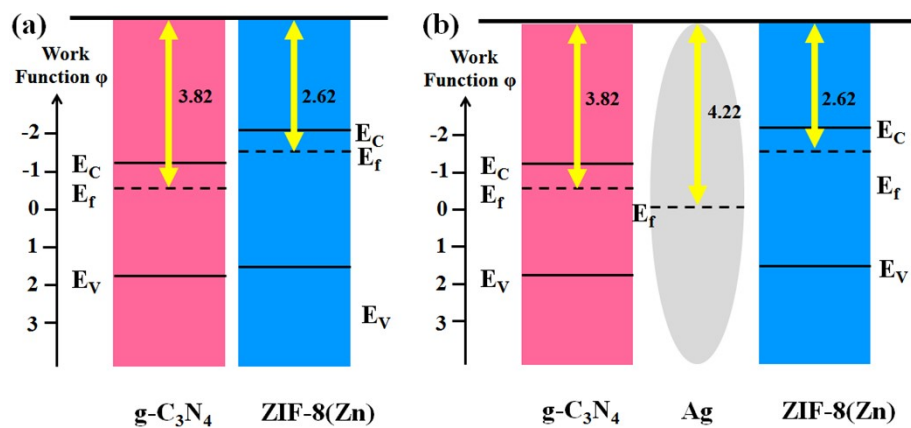 (a)
Work
Function φ
3.82
2.62
-2
-1
0
1
2
3
E_C
E_f
E_V
E_C
E_f
E_V
g-C₃N₄
ZIF-8(Zn)
(b)
Work
Function φ
3.82
4.22
2.62
-2
-1
0
1
2
3
E_C
E_f
E_V
E_f
E_C
E_f
E_V
g-C₃N₄
Ag
ZIF-8(Zn)